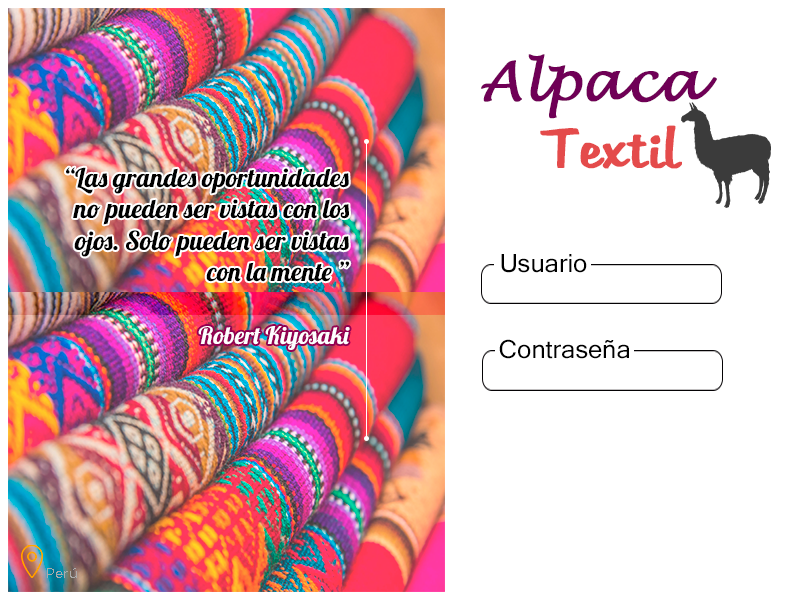 “Las grandes oportunidades
no pueden ser vistas con los
ojos. Solo pueden ser vistas
con la mente ”
Robert Kiyosaki
Perú
Alpaca
Textil
Usuario
Contraseña